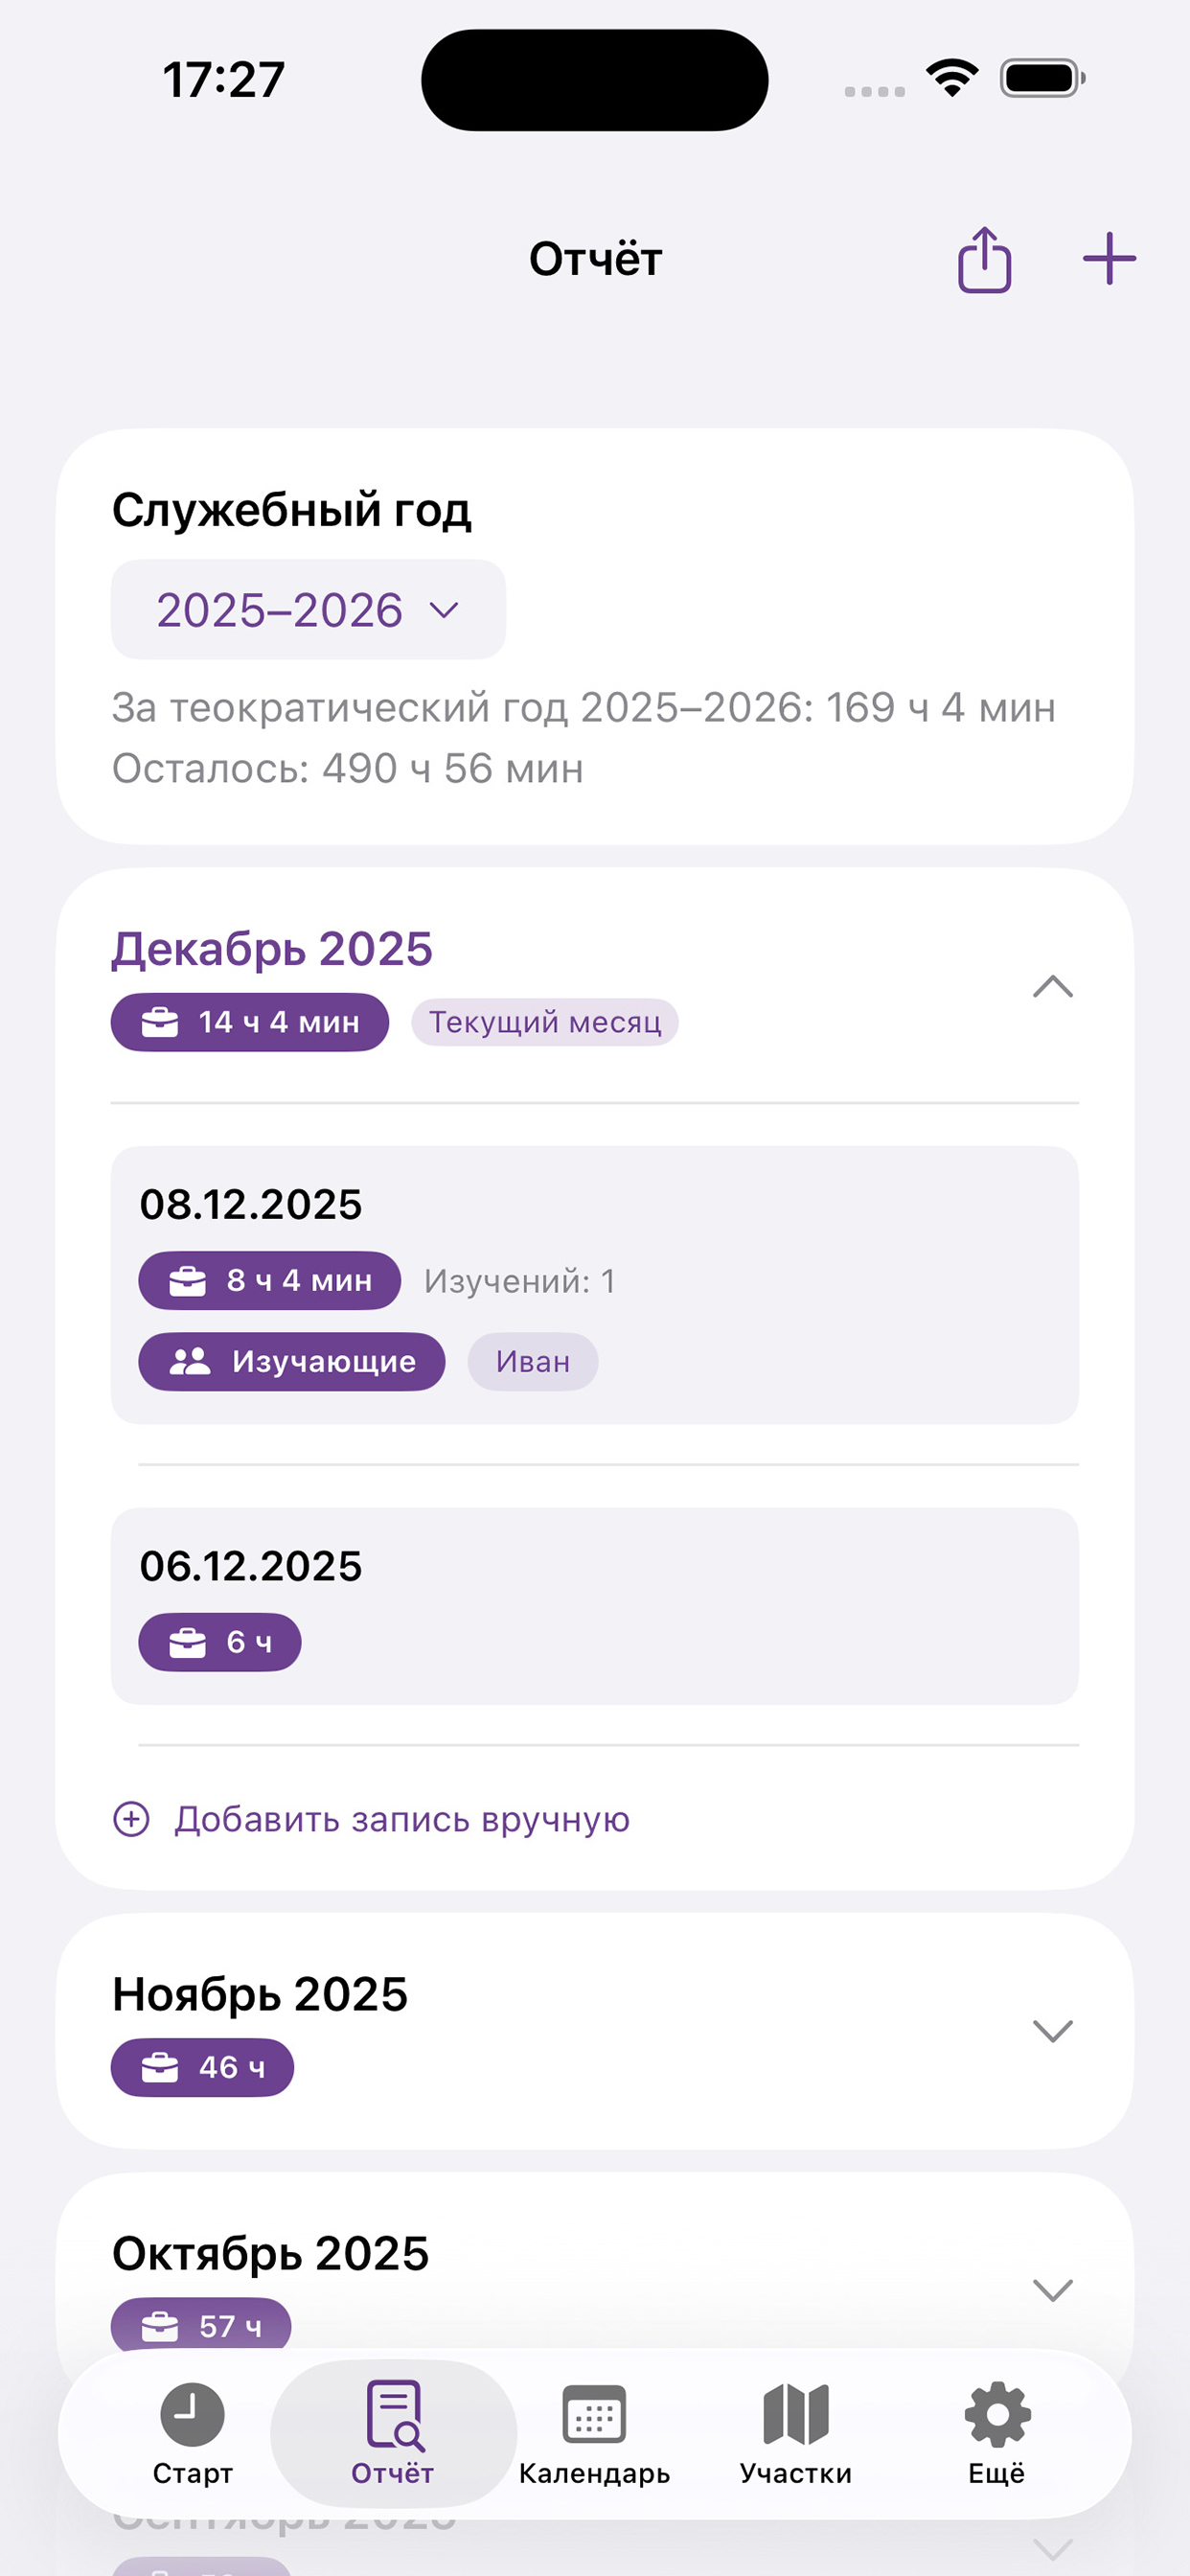 17:27
Отчёт
Служебный год
2025–2026
За теократический год 2025–2026: 169 ч 4 мин
Осталось: 490 ч 56 мин
Декабрь 2025
14 ч 4 мин
Текущий месяц
08.12.2025
8 ч 4 мин
Изучений: 1
Изучающие
Иван
06.12.2025
6 ч
Добавить запись вручную
Ноябрь 2025
46 ч
Октябрь 2025
57 ч
Старт
Отчёт
Календарь
Участки
Ещё
Сентябрь 2025